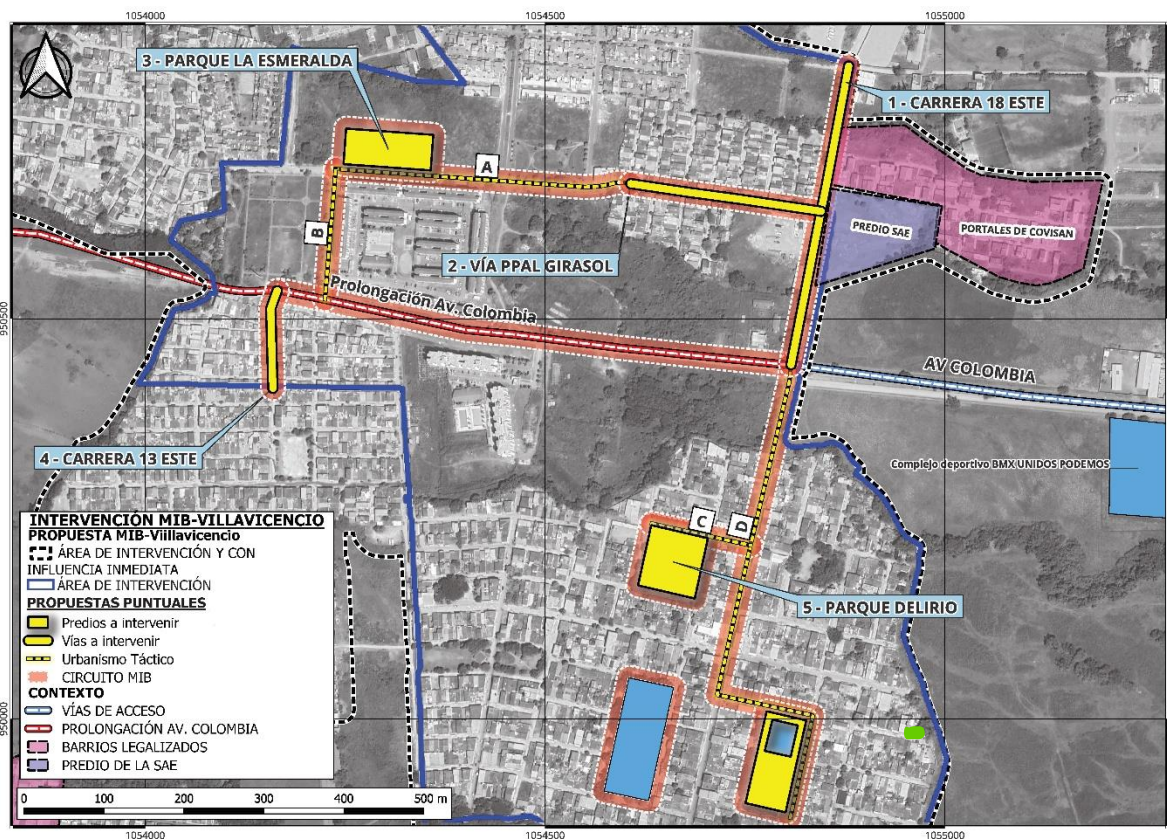 1054000
1054500
1055000
3 - PARQUE LA ESMERALDA
1 - CARRERA 18 ESTE
A
B
PREDIO SAE
PORTALES DE COVISAN
2 - VÍA PPAL GIRASOL
Prolongación Av. Colombia
950500
AV COLOMBIA
4 - CARRERA 13 ESTE
Complejo deportivo BMX UNIDOS PODEMOS
C
D
5 - PARQUE DELIRIO
INTERVENCIÓN MIB-VILLAVICENCIO
PROPUESTA MIB-Viillavicencio
ÁREA DE INTERVENCIÓN Y CON
INFLUENCIA INMEDIATA
ÁREA DE INTERVENCIÓN
PROPUESTAS PUNTUALES
Predios a intervenir
Vías a intervenir
Urbanismo Táctico
CIRCUITO MIB
CONTEXTO
VÍAS DE ACCESO
PROLONGACIÓN AV. COLOMBIA
BARRIOS LEGALIZADOS
PREDIO DE LA SAE
950000
0 100 200 300 400 500 m
1054000
1054500
1055000